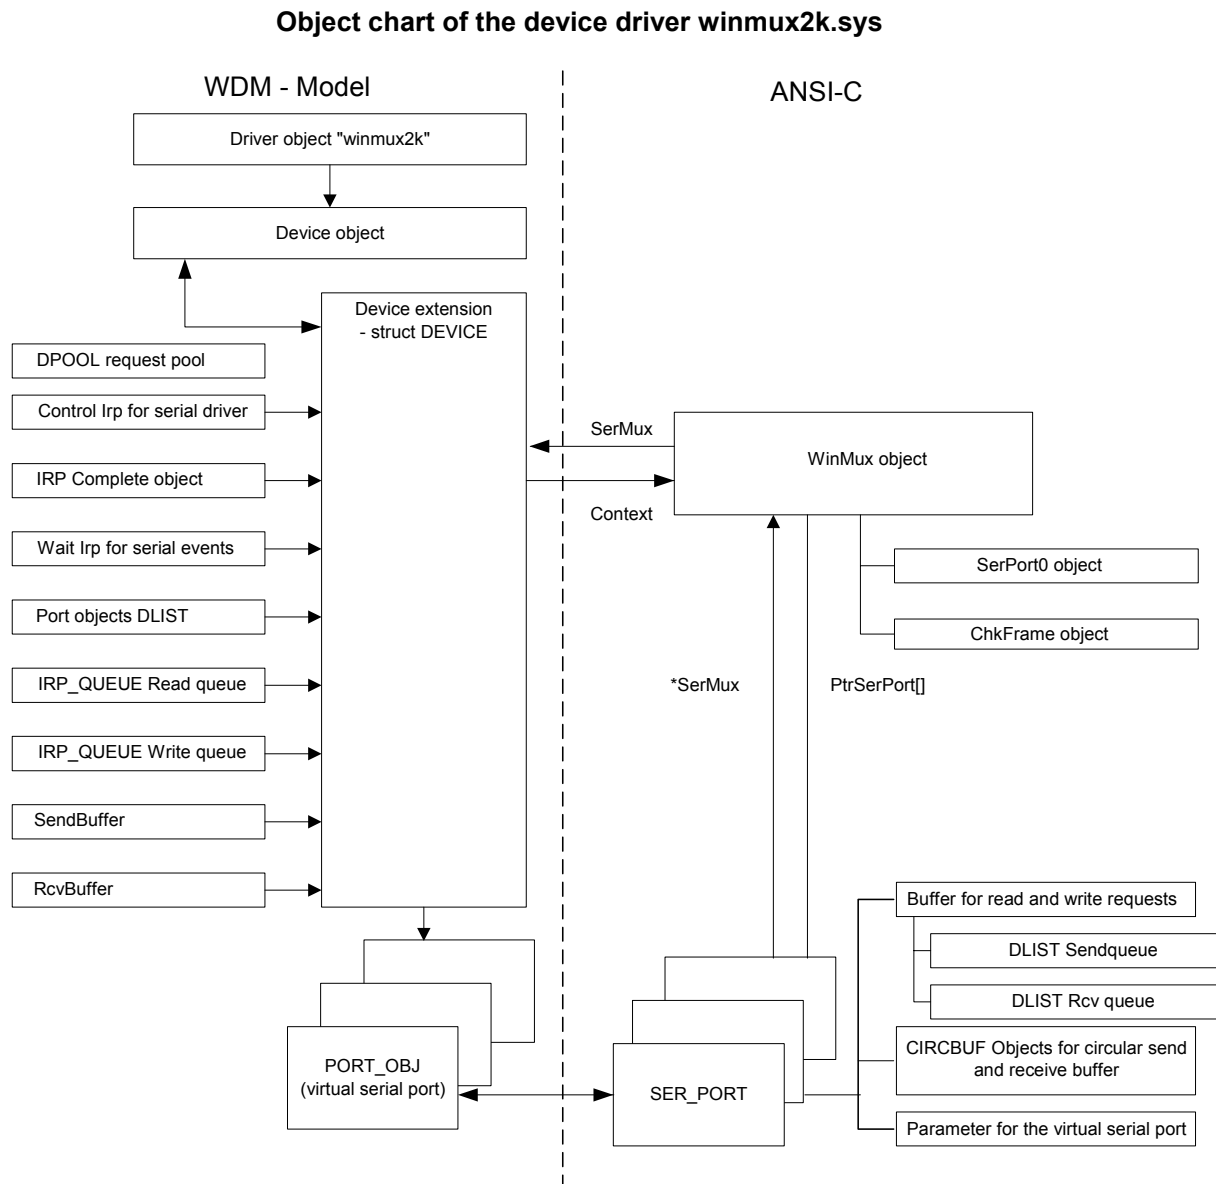 Object chart of the device driver winmux2k.sys
WDM - Model
ANSI-C
Driver object "winmux2k"
Device object
Device extension
- struct DEVICE
DPOOL request pool
Control Irp for serial driver
IRP Complete object
Wait Irp for serial events
Port objects DLIST
IRP_QUEUE Read queue
IRP_QUEUE Write queue
SendBuffer
RcvBuffer
SerMux
Context
WinMux object
SerPort0 object
ChkFrame object
*SerMux
PtrSerPort[]
PORT_OBJ
(virtual serial port)
SER_PORT
Buffer for read and write requests
DLIST Sendqueue
DLIST Rcv queue
CIRCBUF Objects for circular send
and receive buffer
Parameter for the virtual serial port